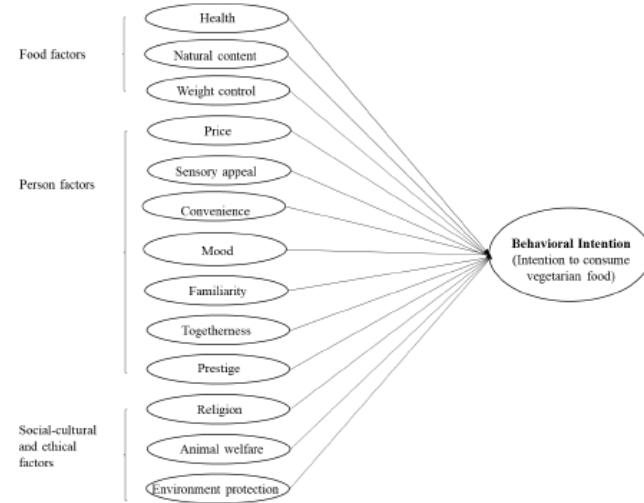 Health
Food factors
Natural content
Weight control
Price
Person factors
Sensory appeal
Convenience
Mood
Familiarity
Togetherness
Prestige
Behavioral Intention
(Intention to consume
vegetarian food)
Religion
Social-cultural
and ethical
factors
Animal welfare
Environment protection